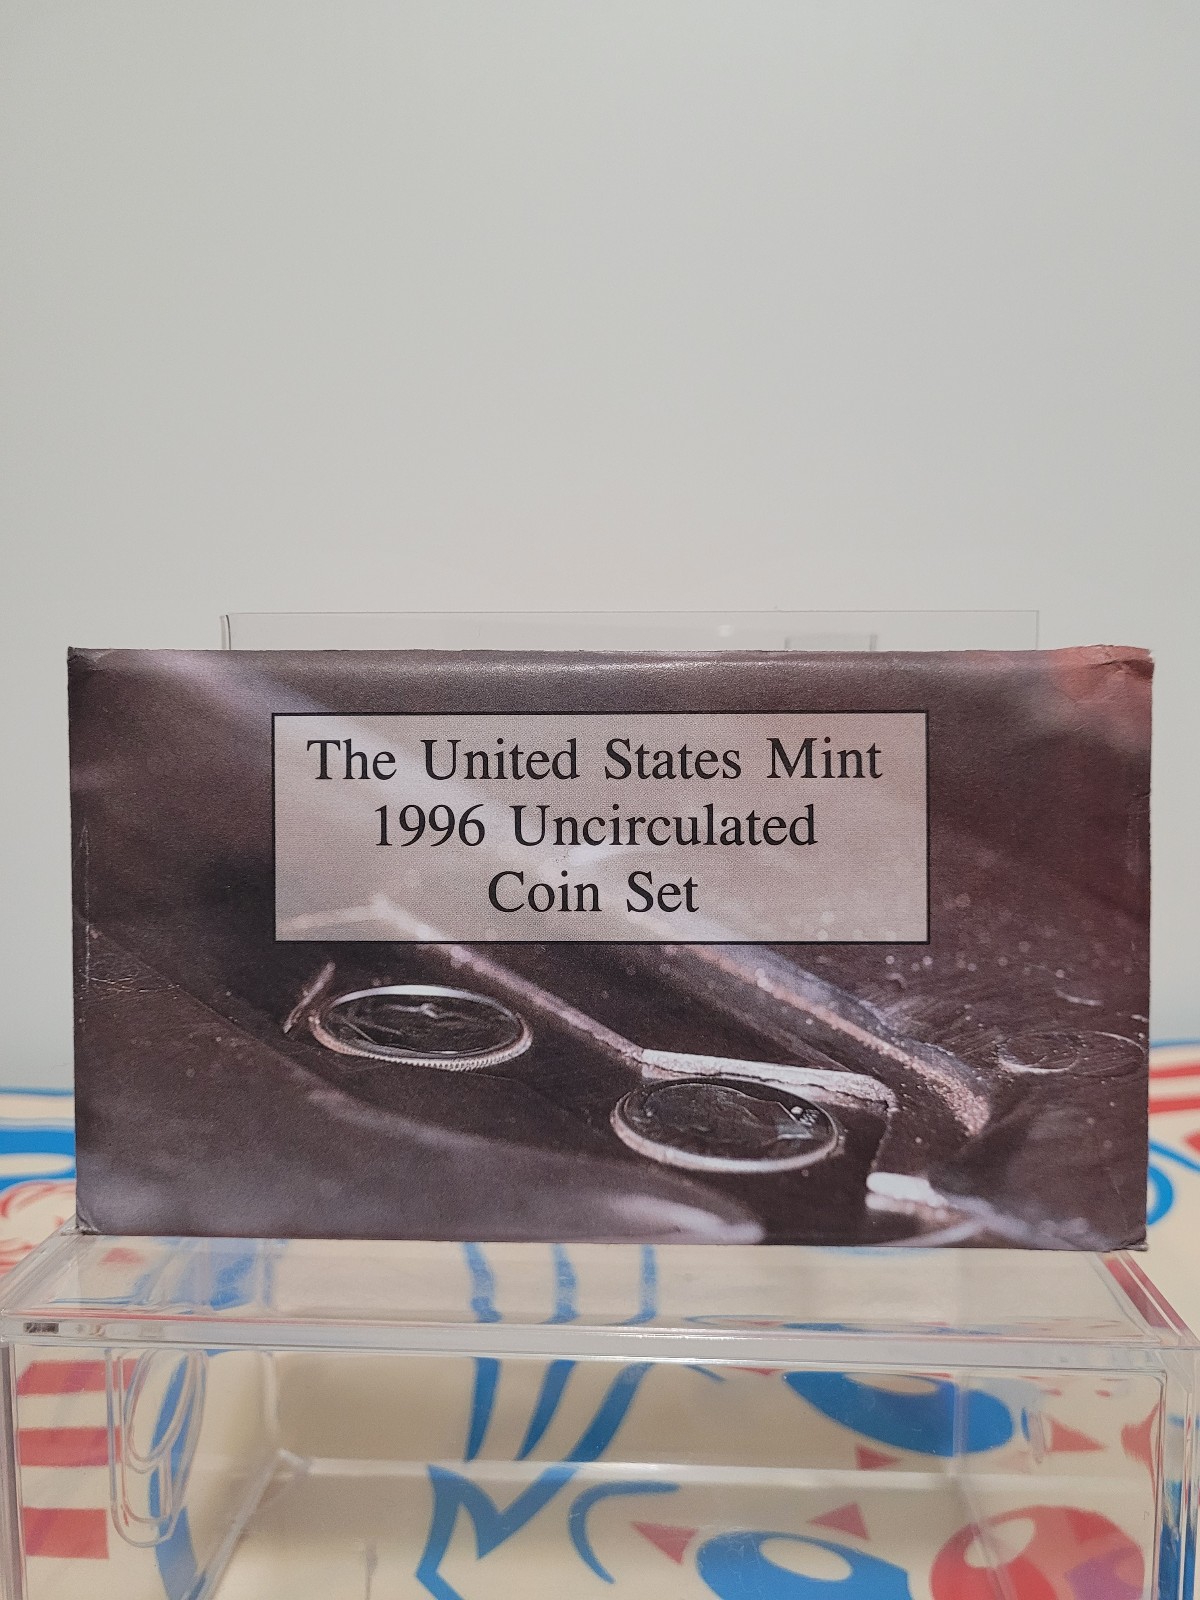 The United States Mint
1996 Uncirculated
Coin Set